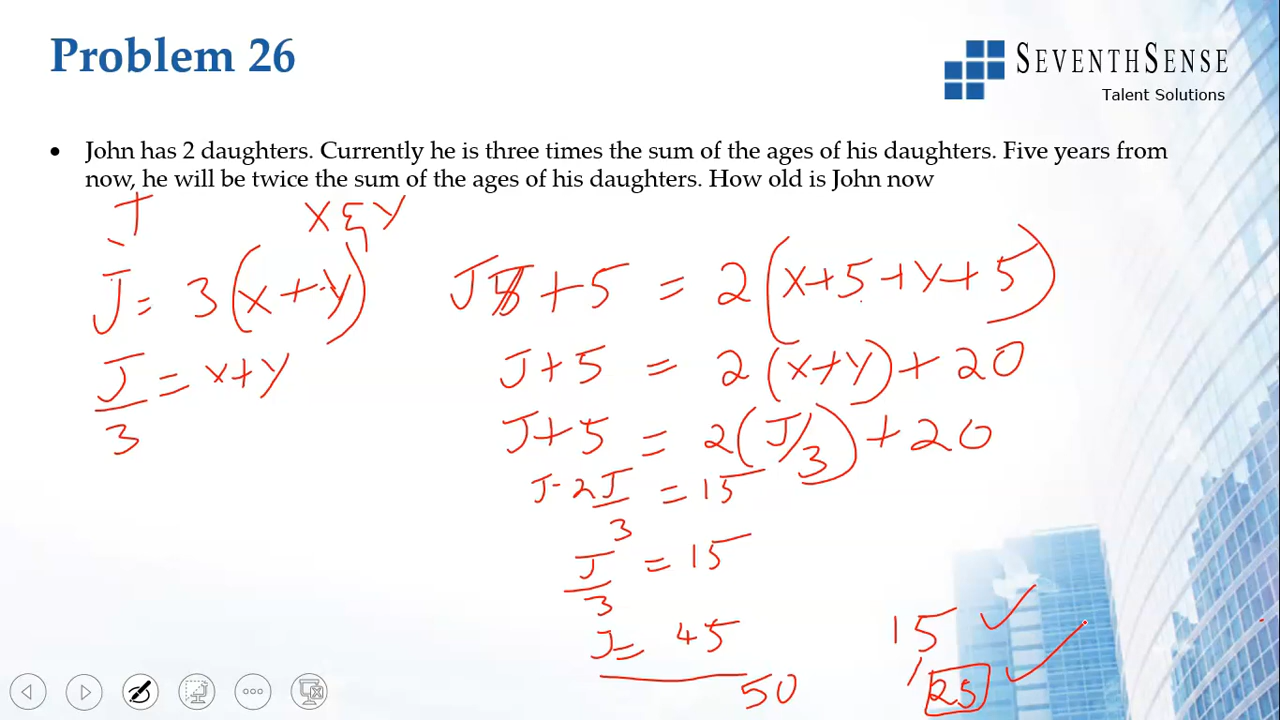 Problem 26
SEVENTHSENSE
Talent Solutions
• John has 2 daughters. Currently he is three times the sum of the ages of his daughters. Five years from
now, he will be twice the sum of the ages of his daughters. How old is John now
J
X & Y
J = 3(x+y)
J/3 = x+y
J+5 = 2(x+5+y+5)
J+5 = 2(x+y)+20
J+5 = 2(J/3)+20
J-2J/3 = 15
J/3 = 15
J = 45
50
15 ✓
25 ✓